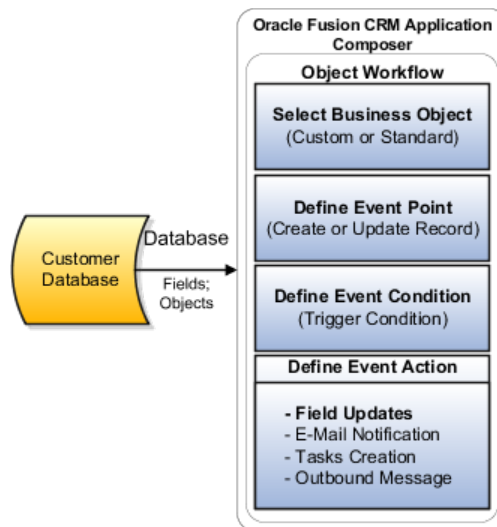 Oracle Fusion CRM Application
Composer
Object Workflow
Select Business Object
(Custom or Standard)
Define Event Point
(Create or Update Record)
Define Event Condition
(Trigger Condition)
Define Event Action
- Field Updates
- E-Mail Notification
- Tasks Creation
- Outbound Message
Customer
Database
Database
Fields;
Objects